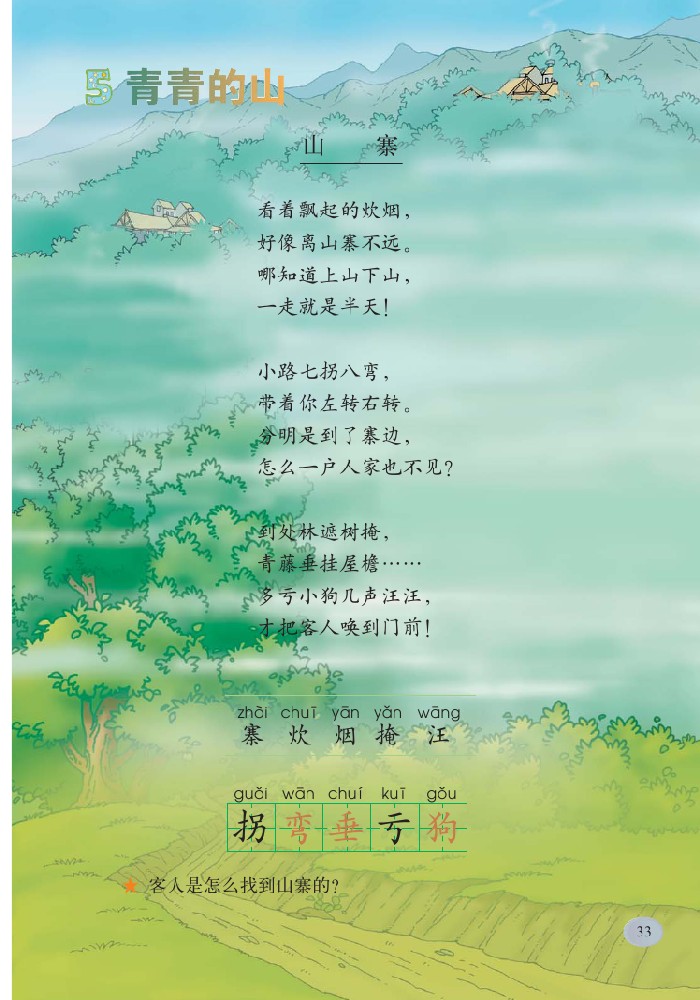 5 青青的山
山 寨
看着飘起的炊烟，
好像离山寨不远。
哪知道上山下山，
一走就是半天！
小路七拐八弯，
带着你左转右转。
分明是到了寨边，
怎么一户人家也不见？
到处林遮树掩，
青藤垂挂屋檐……
多亏小狗几声汪汪，
才把客人唤到门前！
zhài chuī yān yǎn wāng
寨 炊 烟 掩 汪
guǎi wān chuí kuī gǒu
拐 弯 垂 亏 狗
★ 客人是怎么找到山寨的？
33